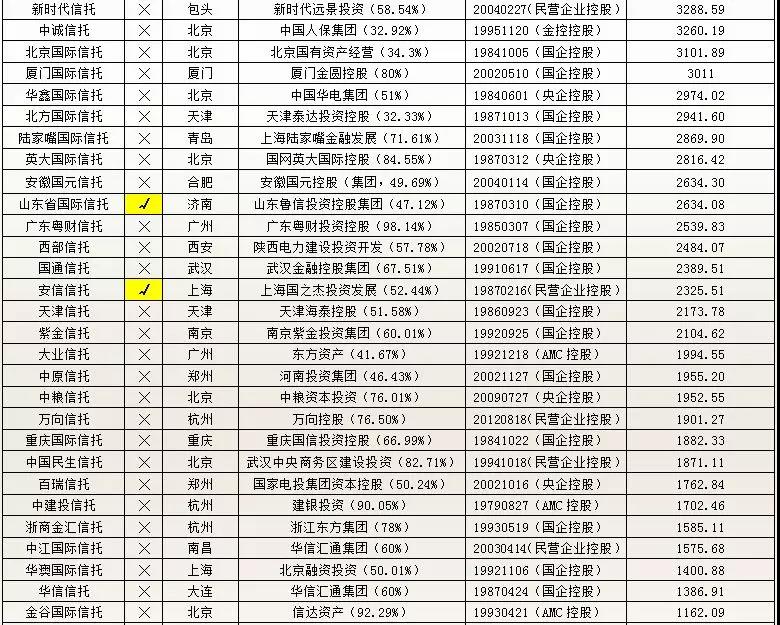 新时代信托 × 包头 新时代远景投资(58.54%) 20040227(民营企业控股) 3288.59
中诚信托 × 北京 中国人保集团(32.92%) 19951120(金控控股) 3260.19
北京国际信托 × 北京 北京国有资产经营(34.3%) 19841005(国企控股) 3101.89
厦门国际信托 × 厦门 厦门金圆控股(80%) 20020510(国企控股) 3011
华鑫国际信托 × 北京 中国华电集团(51%) 19840601(央企控股) 2974.02
北方国际信托 × 天津 天津泰达投资控股(32.33%) 19871013(国企控股) 2941.60
陆家嘴国际信托 × 青岛 上海陆家嘴金融发展(71.61%) 20031118(国企控股) 2869.90
英大国际信托 × 北京 国网英大国际控股(84.55%) 19870312(央企控股) 2816.42
安徽国元信托 × 合肥 安徽国元控股(集团,49.69%) 20040114(国企控股) 2634.30
山东省国际信托 ✓ 济南 山东鲁信投资控股集团(47.12%) 19870310(国企控股) 2634.08
广东粤财信托 × 广州 广东粤财投资控股(98.14%) 19850307(国企控股) 2539.83
西部信托 × 西安 陕西电力建设投资开发(57.78%) 20020718(国企控股) 2484.07
国通信托 × 武汉 武汉金融控股集团(67.51%) 19910617(国企控股) 2389.51
安信信托 ✓ 上海 上海国之杰投资发展(52.44%) 19870216(民营企业控股) 2325.51
天津信托 × 天津 天津海泰控股(51.58%) 19860923(国企控股) 2173.78
紫金信托 × 南京 南京紫金投资集团(60.01%) 19920925(国企控股) 2104.62
大业信托 × 广州 东方资产(41.67%) 19921218(AMC控股) 1994.55
中原信托 × 郑州 河南投资集团(46.43%) 20021127(国企控股) 1955.20
中粮信托 × 北京 中粮资本投资(76.01%) 20090727(央企控股) 1952.55
万向信托 × 杭州 万向控股(76.50%) 20120818(民营企业控股) 1901.27
重庆国际信托 × 重庆 重庆国信投资控股(66.99%) 19841022(国企控股) 1882.33
中国民生信托 × 北京 武汉中央商务区建设投资(82.71%) 19941018(民营企业控股) 1871.11
百瑞信托 × 郑州 国家电投集团资本控股(50.24%) 20021016(央企控股) 1762.84
中建投信托 × 杭州 建银投资(90.05%) 19790827(AMC控股) 1702.46
浙商金汇信托 × 杭州 浙江东方集团(78%) 19930519(国企控股) 1585.11
中江国际信托 × 南昌 华信汇通集团(60%) 20030414(民营企业控股) 1575.68
华澳国际信托 × 上海 北京融资投资(50.01%) 19921106(国企控股) 1400.88
华信信托 × 大连 华信汇通集团(60%) 19870424(国企控股) 1386.91
金谷国际信托 × 北京 信达资产(92.29%) 19930421(AMC控股) 1162.09